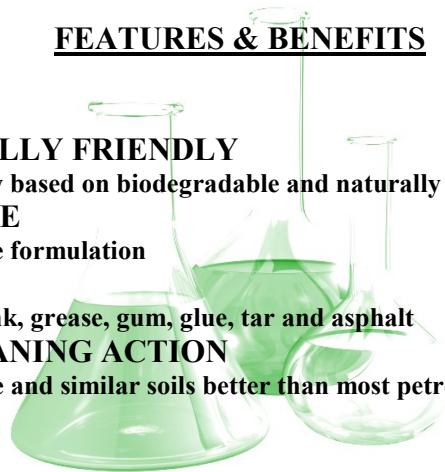 FEATURES & BENEFITS
LLY FRIENDLY
based on biodegradable and naturally
E
e formulation
nk, grease, gum, glue, tar and asphalt
ANING ACTION
e and similar soils better than most petr